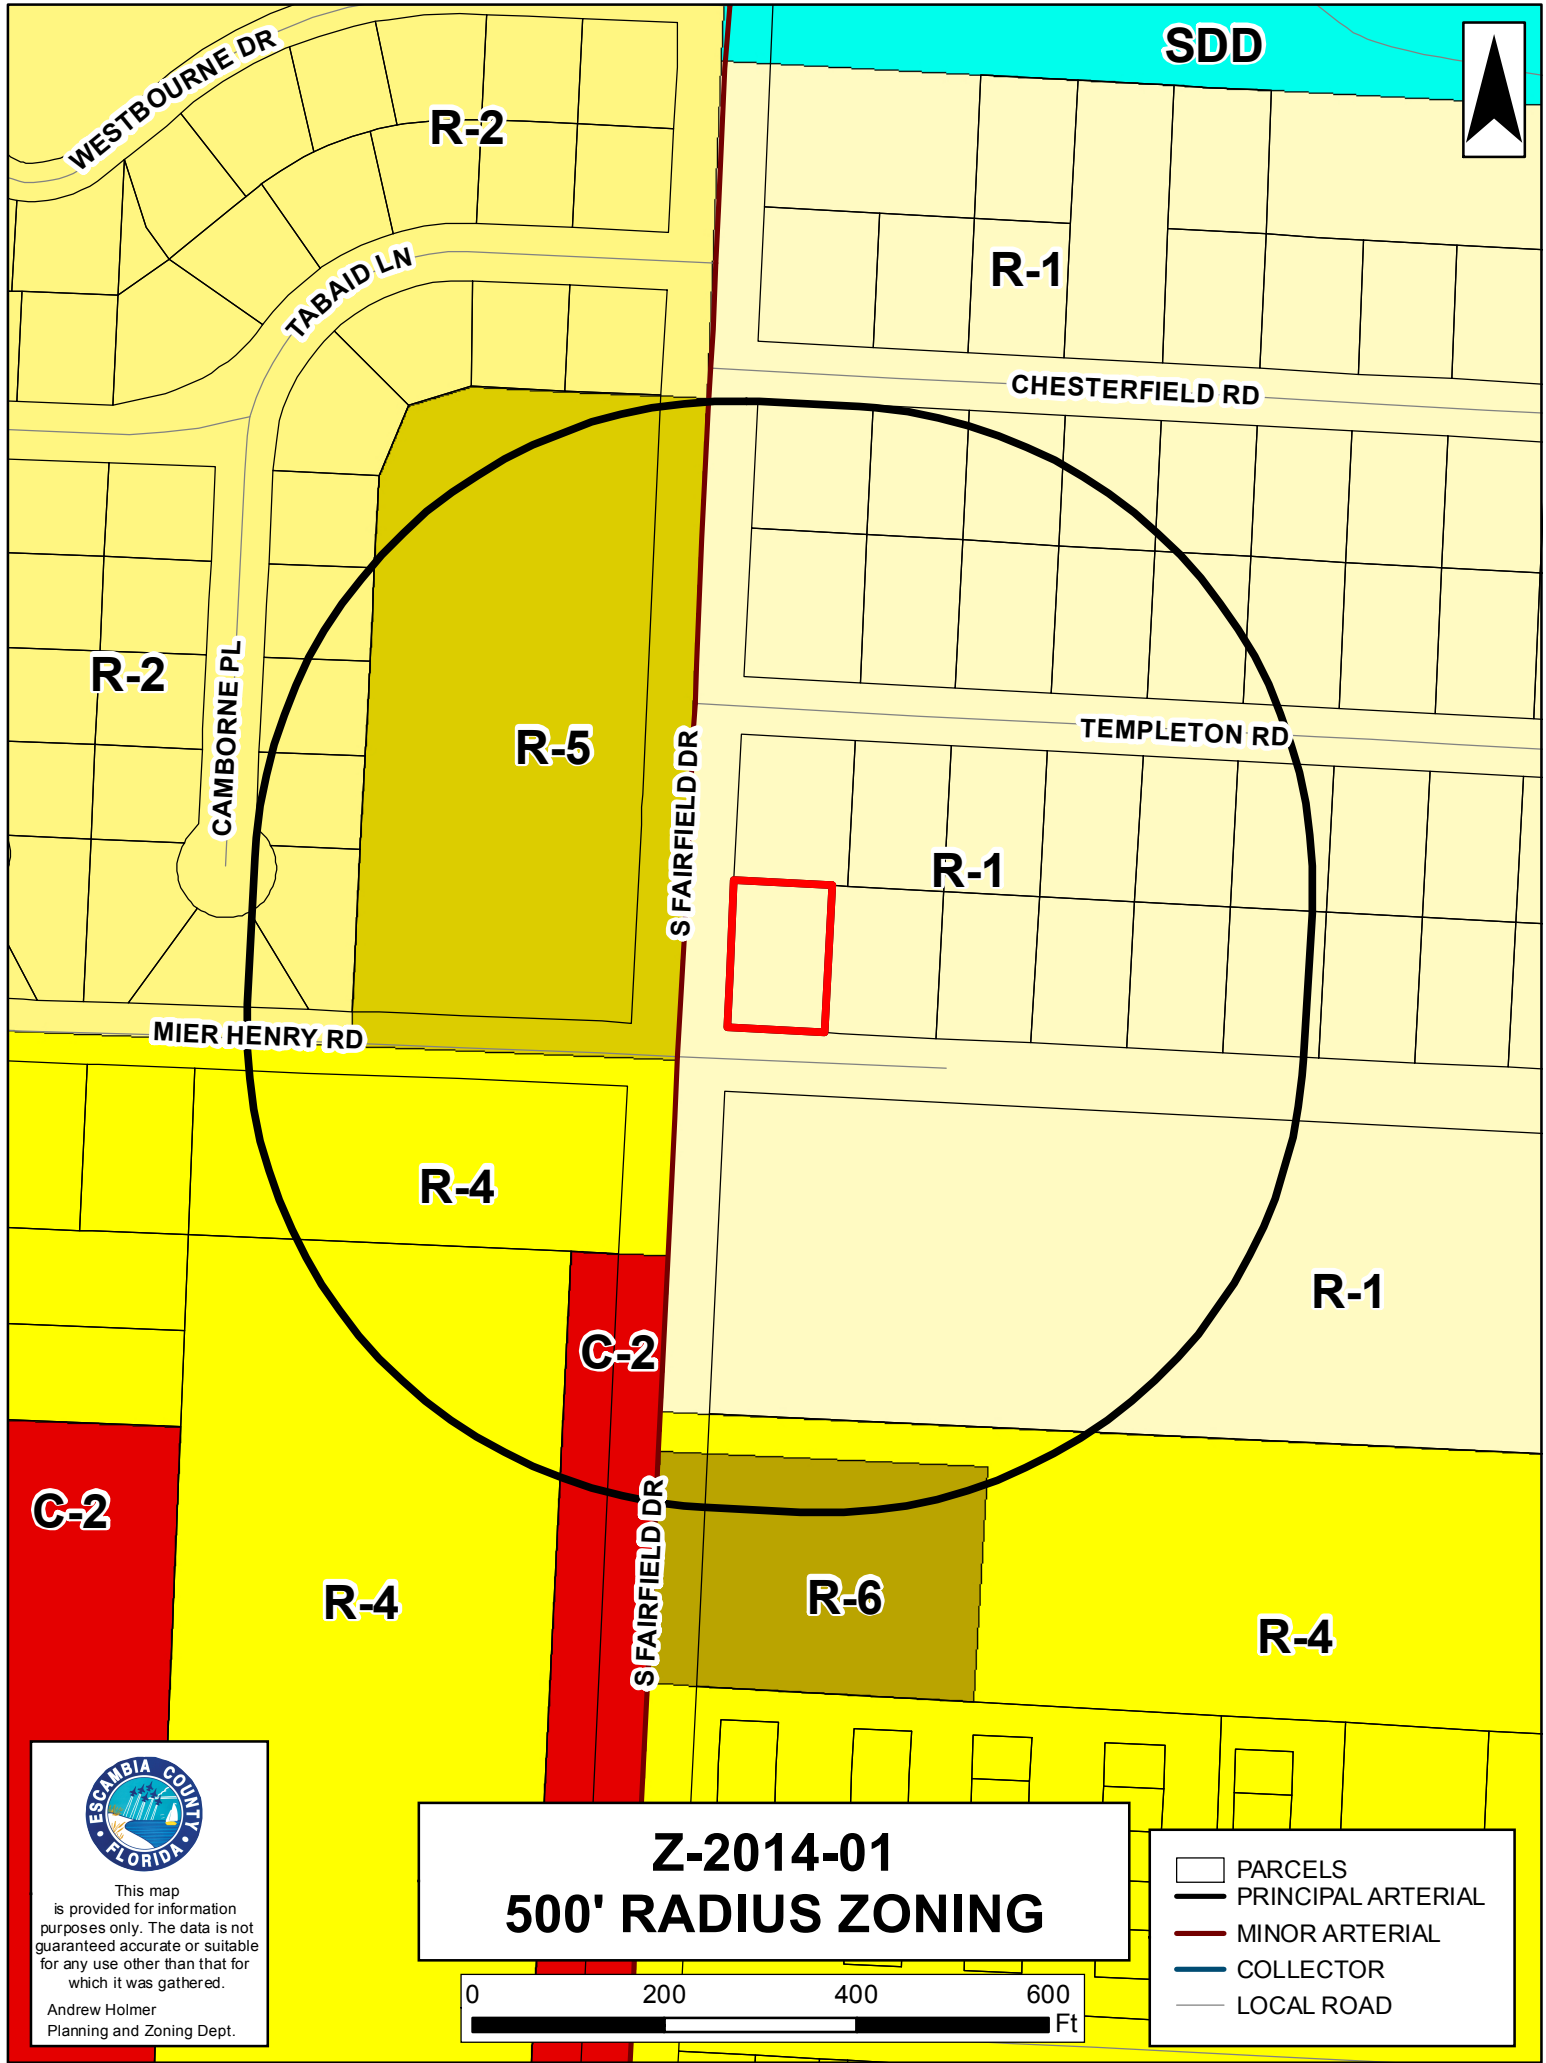 SDD
WESTBOURNE DR
R-2
TABAID LN
R-1
CHESTERFIELD RD
R-2
CAMBORNE PL
R-5
S FAIRFIELD DR
TEMPLETON RD
R-1
MIER HENRY RD
R-4
R-1
C-2
C-2
S FAIRFIELD DR
R-4
R-6
R-4
ESCAMBIA COUNTY
FLORIDA
This map
is provided for information
purposes only. The data is not
guaranteed accurate or suitable
for any use other than that for
which it was gathered.
Andrew Holmer
Planning and Zoning Dept.
Z-2014-01
500' RADIUS ZONING
0 200 400 600
Ft
PARCELS
PRINCIPAL ARTERIAL
MINOR ARTERIAL
COLLECTOR
LOCAL ROAD